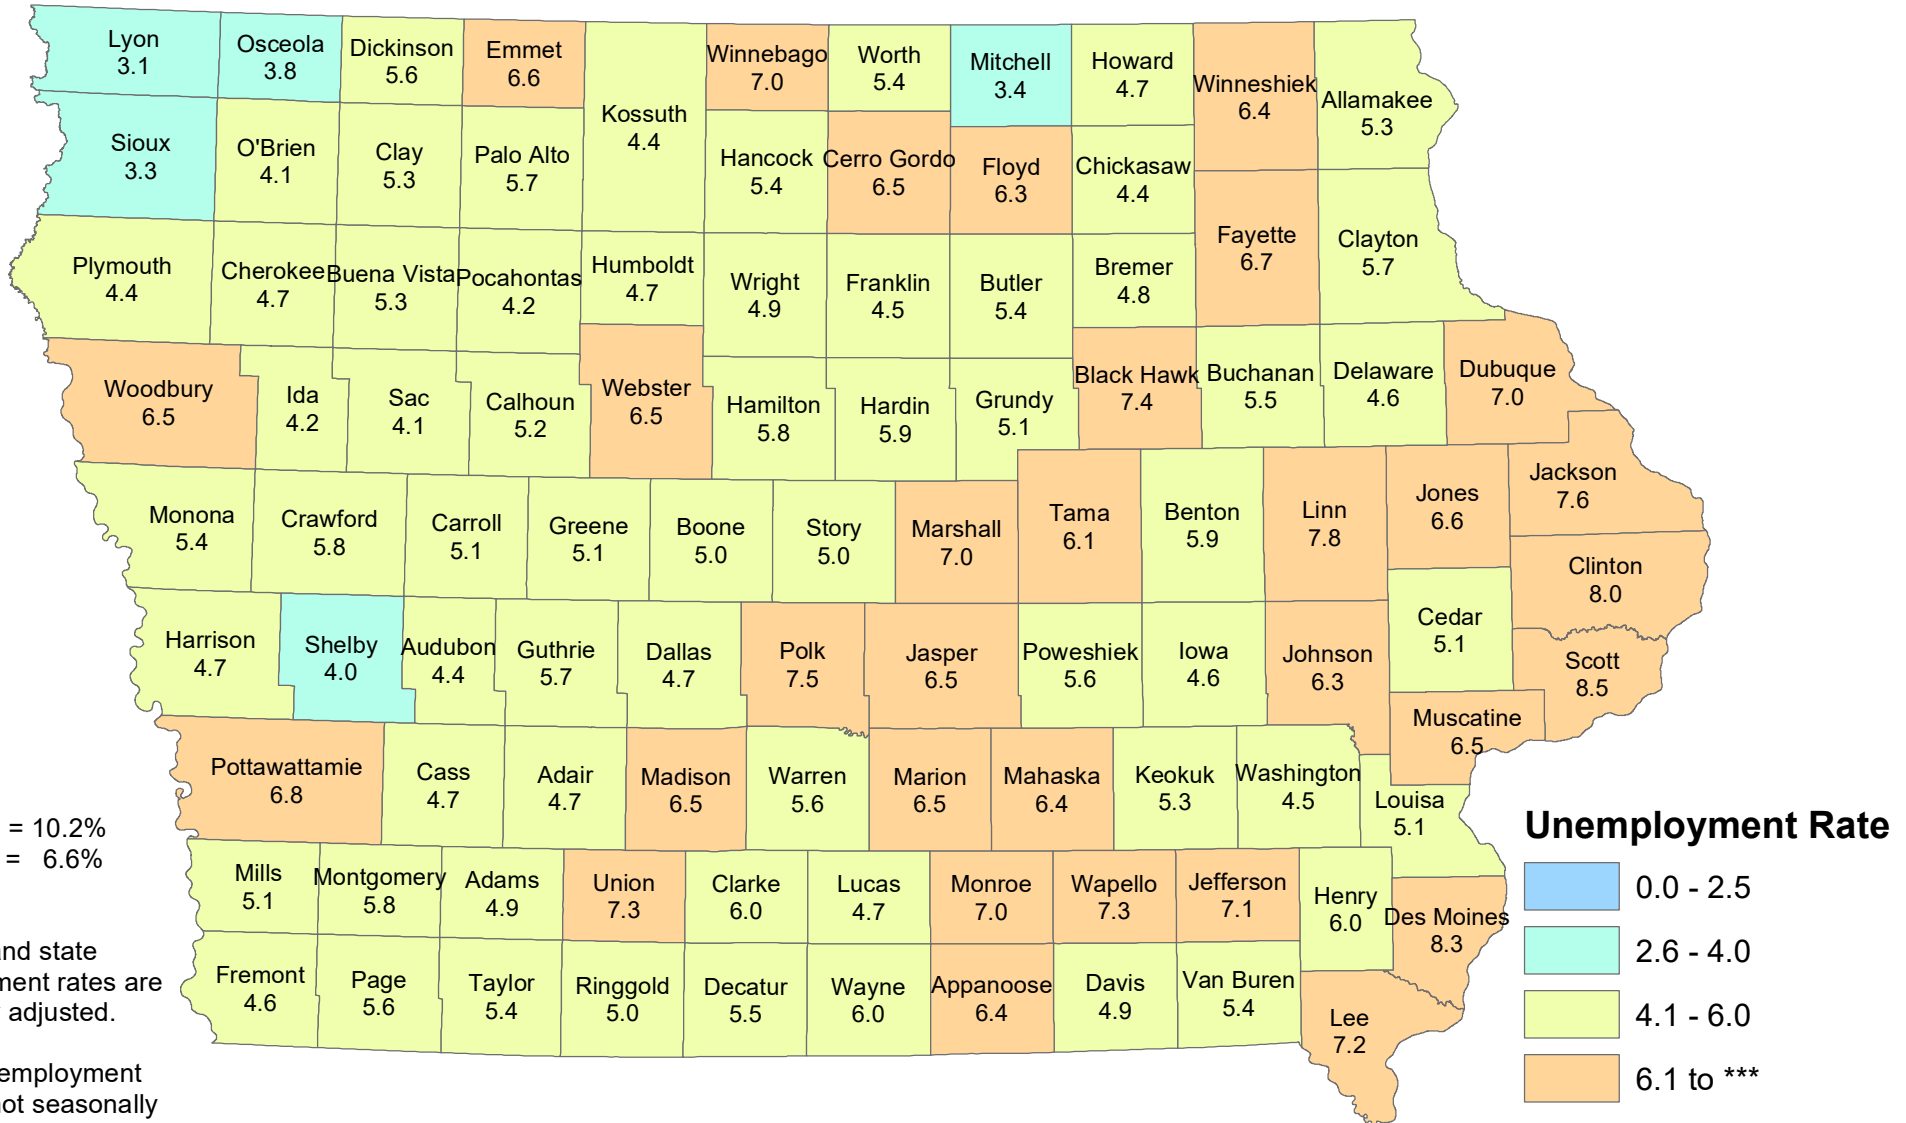 Lyon
3.1
Osceola
3.8
Dickinson
5.6
Emmet
6.6
Kossuth
4.4
Winnebago
7.0
Worth
5.4
Mitchell
3.4
Howard
4.7
Winneshiek
6.4
Allamakee
5.3
Sioux
3.3
O'Brien
4.1
Clay
5.3
Palo Alto
5.7
Hancock
5.4
Cerro Gordo
6.5
Floyd
6.3
Chickasaw
4.4
Fayette
6.7
Clayton
5.7
Plymouth
4.4
Cherokee
4.7
Buena Vista
5.3
Pocahontas
4.2
Humboldt
4.7
Wright
4.9
Franklin
4.5
Butler
5.4
Bremer
4.8
Woodbury
6.5
Ida
4.2
Sac
4.1
Calhoun
5.2
Webster
6.5
Hamilton
5.8
Hardin
5.9
Grundy
5.1
Black Hawk
7.4
Buchanan
5.5
Delaware
4.6
Dubuque
7.0
Monona
5.4
Crawford
5.8
Carroll
5.1
Greene
5.1
Boone
5.0
Story
5.0
Marshall
7.0
Tama
6.1
Benton
5.9
Linn
7.8
Jones
6.6
Jackson
7.6
Clinton
8.0
Harrison
4.7
Shelby
4.0
Audubon
4.4
Guthrie
5.7
Dallas
4.7
Polk
7.5
Jasper
6.5
Poweshiek
5.6
Iowa
4.6
Johnson
6.3
Cedar
5.1
Scott
8.5
Muscatine
6.5
Pottawattamie
6.8
Cass
4.7
Adair
4.7
Madison
6.5
Warren
5.6
Marion
6.5
Mahaska
6.4
Keokuk
5.3
Washington
4.5
Louisa
5.1
Mills
5.1
Montgomery
5.8
Adams
4.9
Union
7.3
Clarke
6.0
Lucas
4.7
Monroe
7.0
Wapello
7.3
Jefferson
7.1
Henry
6.0
Des Moines
8.3
Fremont
4.6
Page
5.6
Taylor
5.4
Ringgold
5.0
Decatur
5.5
Wayne
6.0
Appanoose
6.4
Davis
4.9
Van Buren
5.4
Lee
7.2
= 10.2%
= 6.6%
and state
ment rates are
adjusted.
employment
not seasonally
Unemployment Rate
0.0 - 2.5
2.6 - 4.0
4.1 - 6.0
6.1 to ***